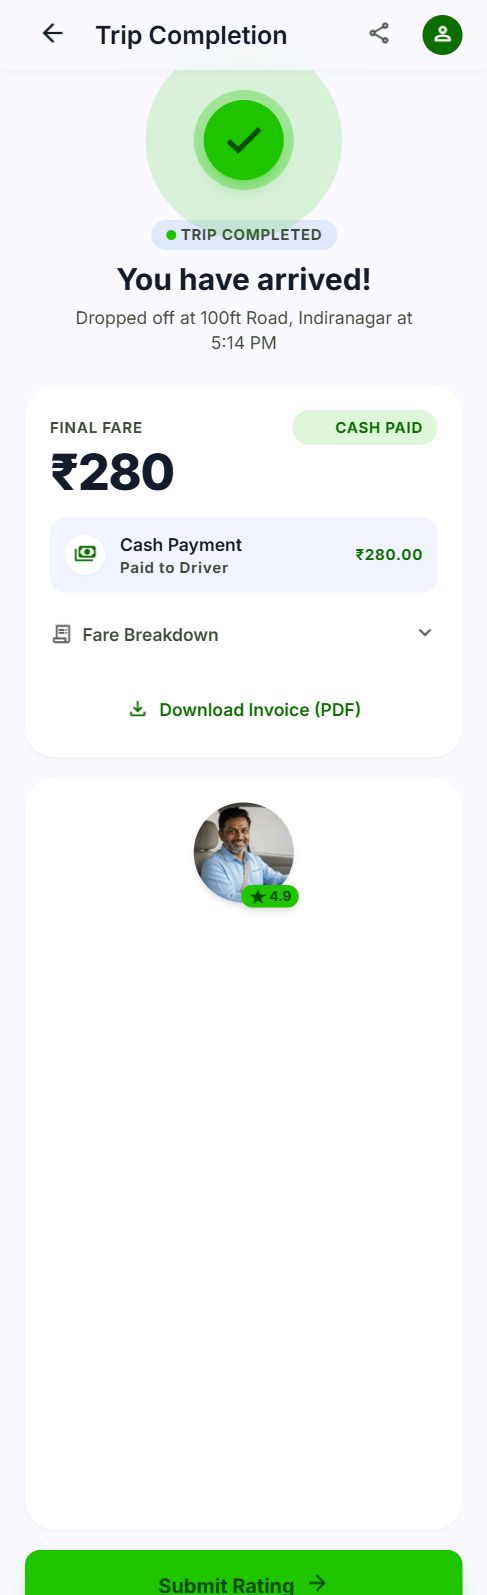 Trip Completion
TRIP COMPLETED
You have arrived!
Dropped off at 100ft Road, Indiranagar at
5:14 PM
FINAL FARE
CASH PAID
₹280
Cash Payment
Paid to Driver
₹280.00
Fare Breakdown
Download Invoice (PDF)
4.9
Submit Rating